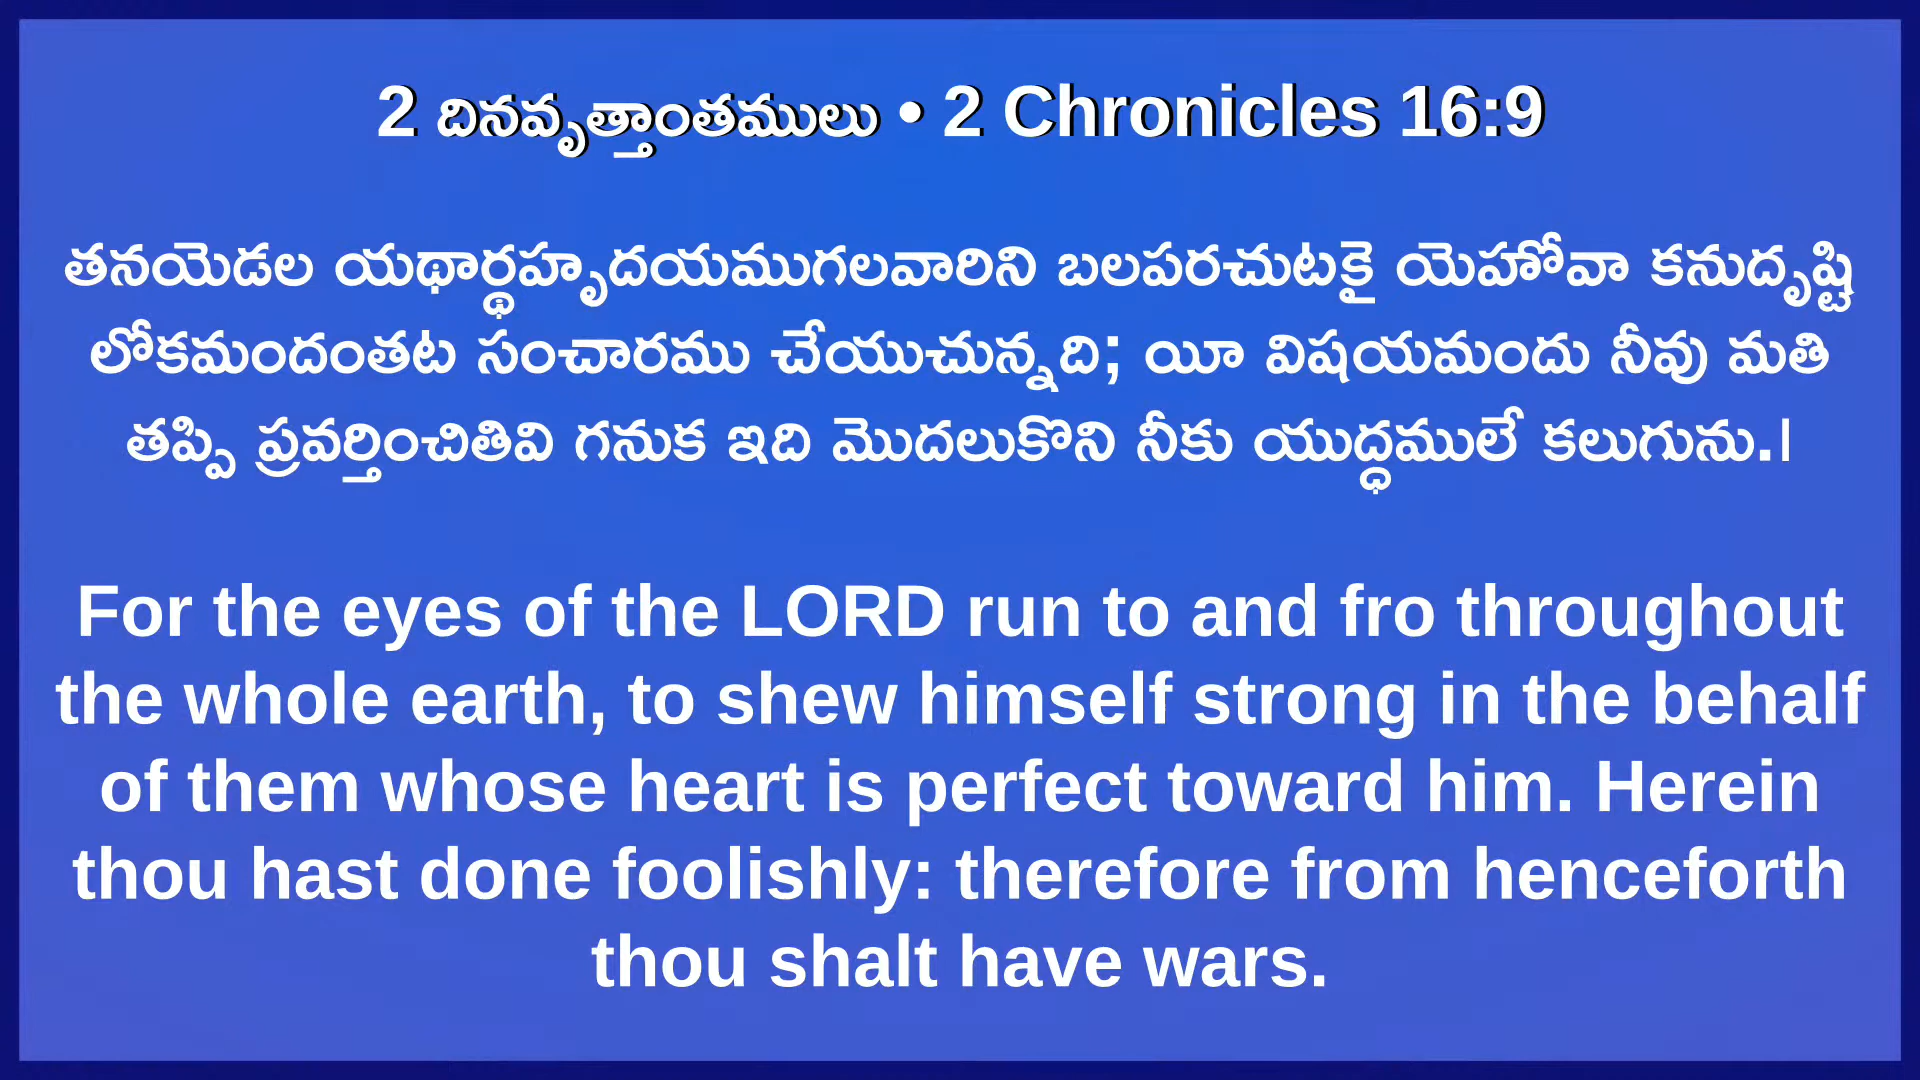 2 దినవృత్తాంతములు • 2 Chronicles 16:9
తనయెడల యథార్థహృదయముగలవారిని బలపరచుటకై యెహోవా కనుదృష్టి
లోకమందంతట సంచారము చేయుచున్నది; యీ విషయమందు నీవు మతి
తప్పి ప్రవర్తించితివి గనుక ఇది మొదలుకొని నీకు యుద్ధములే కలుగును.।
For the eyes of the LORD run to and fro throughout
the whole earth, to shew himself strong in the behalf
of them whose heart is perfect toward him. Herein
thou hast done foolishly: therefore from henceforth
thou shalt have wars.